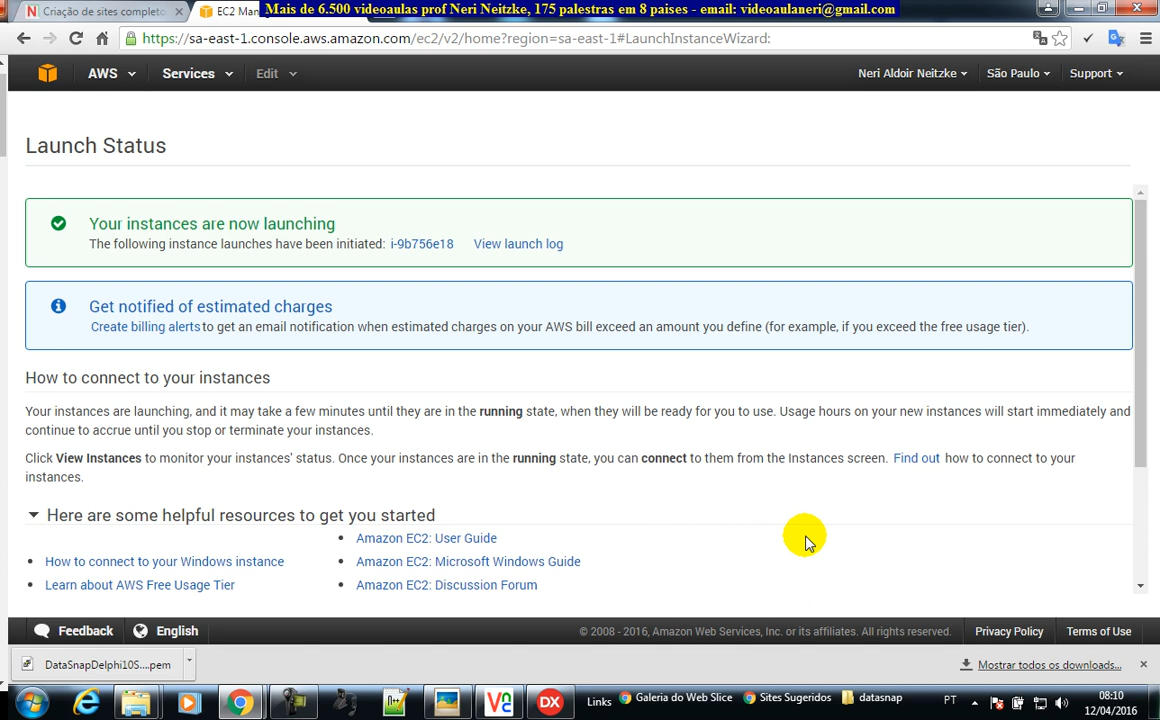 Mais de 6.500 videoaulas prof Neri Neitzke, 175 palestras em 8 paises - email: videoaulaneri@gmail.com
Criação de sites completo
EC2 Man
https://sa-east-1.console.aws.amazon.com/ec2/v2/home?region=sa-east-1#LaunchInstanceWizard:
AWS Services Edit Neri Aldoir Neitzke São Paulo Support
Launch Status
Your instances are now launching
The following instance launches have been initiated: i-9b756e18 View launch log
Get notified of estimated charges
Create billing alerts to get an email notification when estimated charges on your AWS bill exceed an amount you define (for example, if you exceed the free usage tier).
How to connect to your instances
Your instances are launching, and it may take a few minutes until they are in the running state, when they will be ready for you to use. Usage hours on your new instances will start immediately and
continue to accrue until you stop or terminate your instances.
Click View Instances to monitor your instances' status. Once your instances are in the running state, you can connect to them from the Instances screen. Find out how to connect to your
instances.
Here are some helpful resources to get you started
• Amazon EC2: User Guide
• How to connect to your Windows instance • Amazon EC2: Microsoft Windows Guide
• Learn about AWS Free Usage Tier • Amazon EC2: Discussion Forum
Feedback English © 2008 - 2016, Amazon Web Services, Inc. or its affiliates. All rights reserved. Privacy Policy Terms of Use
DataSnapDelphi10S....pem Mostrar todos os downloads...
DX Links Galeria do Web Slice Sites Sugeridos datasnap PT 08:10
12/04/2016